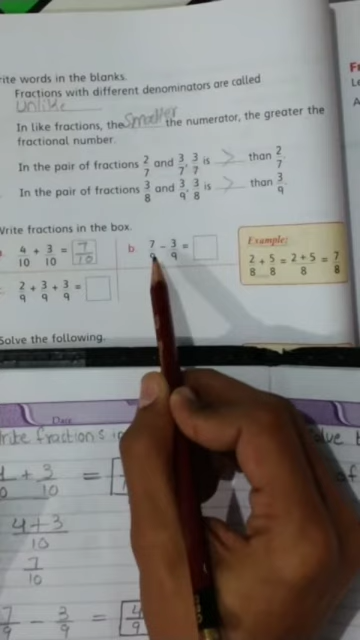 rite words in the blanks.
Fractions with different denominators are called
Unlike
In like fractions, the Smaller the numerator, the greater the
fractional number.
In the pair of fractions 2/7 and 3/7, 3/7 is > than 2/7
In the pair of fractions 3/8 and 3/9, 3/8 is > than 3/9
Write fractions in the box.
4/10 + 3/10 = 7/10
b. 7/9 - 3/9 =
2/9 + 3/9 + 3/9 =
Example:
2/8 + 5/8 = 2+5/8 = 7/8
Solve the following.
Date
rite fractions in
+ 3/10 =
4+3/10
7/10
7/9 - 3/9 = 4/9